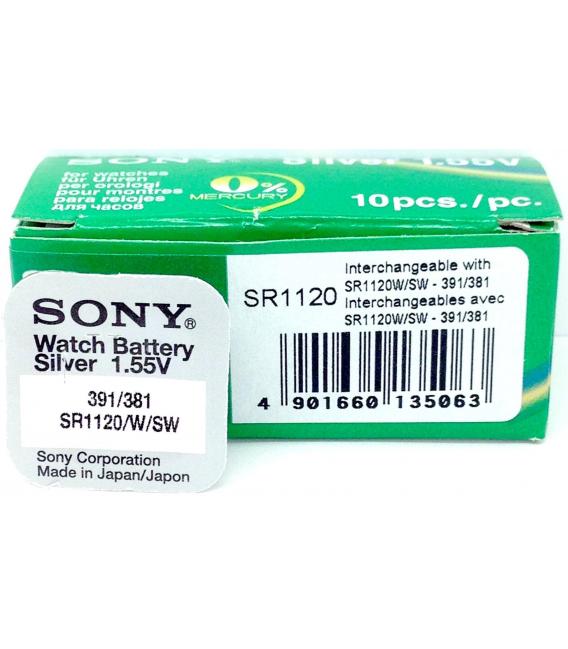 SONY Silver 1.55V
for watches
für Uhren
per orologi
pour montres
para relojes
для часов
0%
MERCURY
10pcs./pc.
SR1120
Interchangeable with
SR1120W/SW - 391/381
Interchangeables avec
SR1120W/SW - 391/381
4 901660 135063
SONY®
Watch Battery
Silver 1.55V
391/381
SR1120/W/SW
Sony Corporation
Made in Japan/Japon